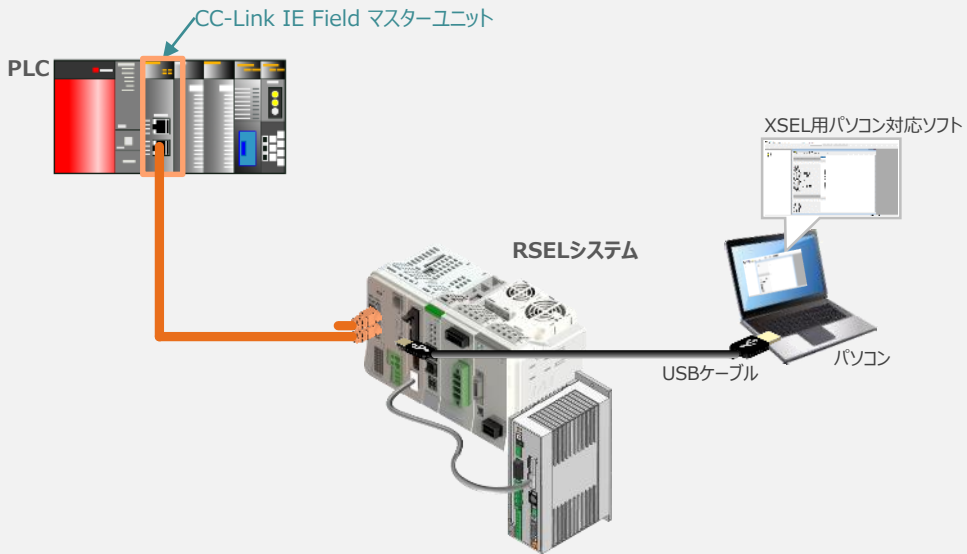 CC-Link IE Field マスターユニット
PLC
XSEL用パソコン対応ソフト
RSELシステム
USBケーブル
パソコン